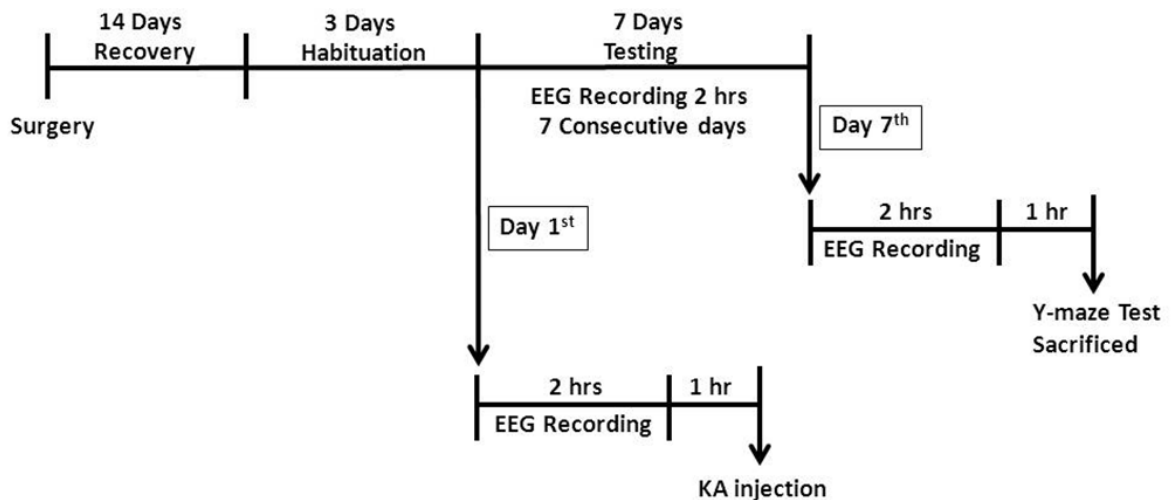 14 Days
Recovery
3 Days
Habituation
7 Days
Testing
Surgery
EEG Recording 2 hrs
7 Consecutive days
Day 7th
Day 1st
2 hrs
1 hr
EEG Recording
Y-maze Test
Sacrificed
2 hrs
1 hr
EEG Recording
KA injection